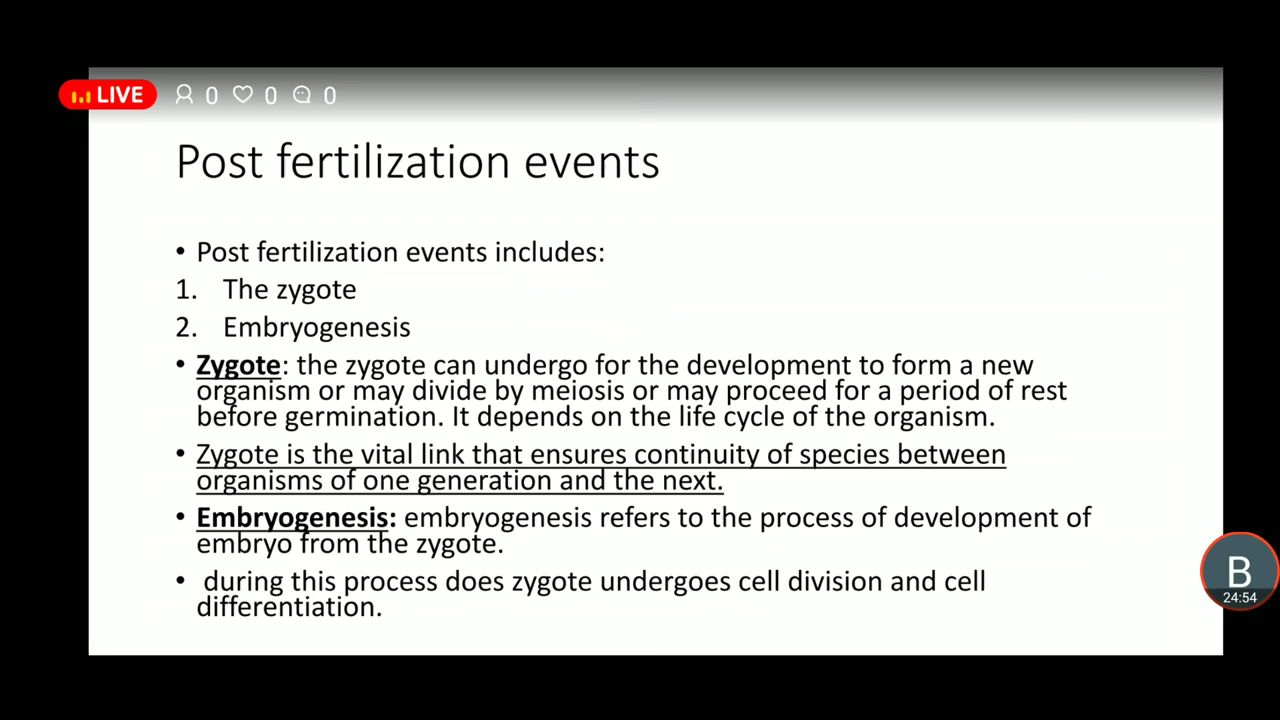 LIVE 0 0 0
Post fertilization events
• Post fertilization events includes:
1. The zygote
2. Embryogenesis
• Zygote: the zygote can undergo for the development to form a new
organism or may divide by meiosis or may proceed for a period of rest
before germination. It depends on the life cycle of the organism.
• Zygote is the vital link that ensures continuity of species between
organisms of one generation and the next.
• Embryogenesis: embryogenesis refers to the process of development of
embryo from the zygote.
• during this process does zygote undergoes cell division and cell
differentiation.
B
24:54